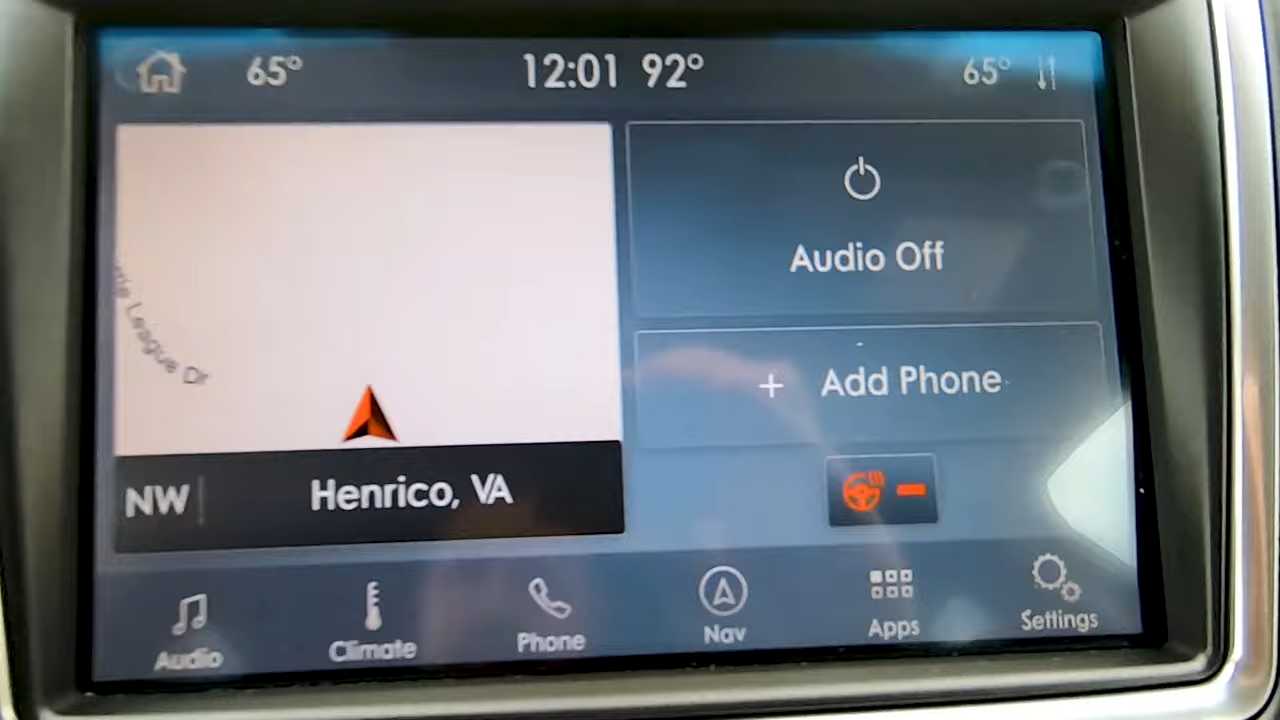 65°
12:01 92°
65°
League Dr
Audio Off
+ Add Phone
NW
Henrico, VA
Audio
Climate
Phone
Nav
Apps
Settings